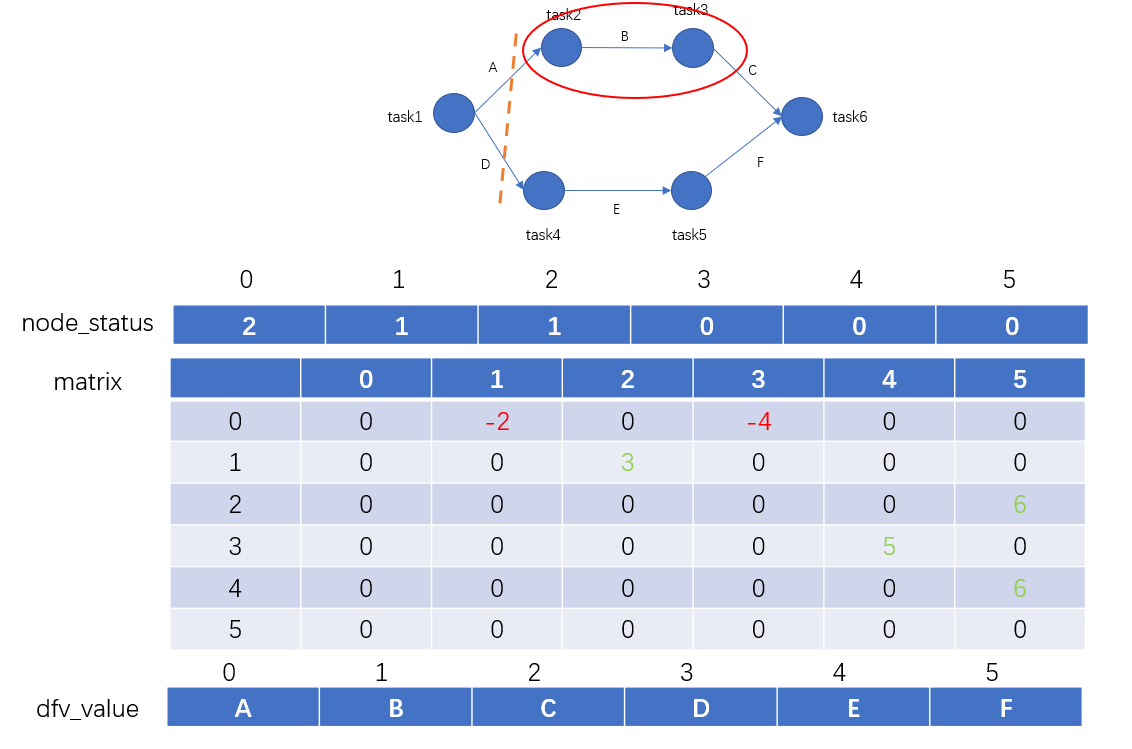 task2
task3
B
A
C
task1
task6
D
F
E
task4
task5
0 1 2 3 4 5
node_status 2 1 1 0 0 0
matrix 0 1 2 3 4 5
0 0 -2 0 -4 0 0
1 0 0 3 0 0 0
2 0 0 0 0 0 6
3 0 0 0 0 5 0
4 0 0 0 0 0 6
5 0 0 0 0 0 0
0 1 2 3 4 5
dfv_value A B C D E F